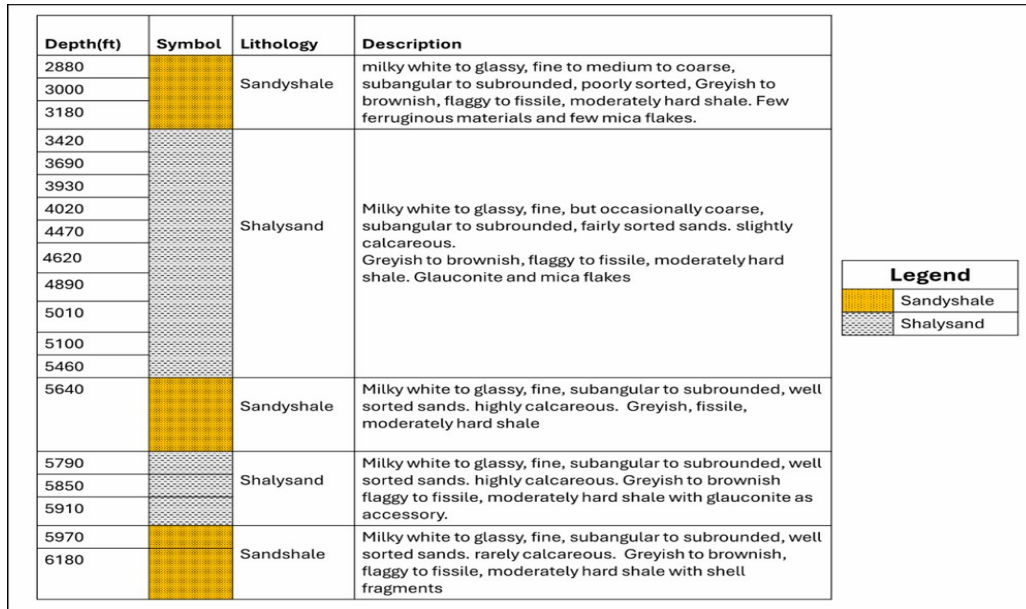 Depth(ft) Symbol Lithology Description
2880
3000
3180
Sandyshale
milky white to glassy, fine to medium to coarse,
subangular to subrounded, poorly sorted, Greyish to
brownish, flaggy to fissile, moderately hard shale. Few
ferruginous materials and few mica flakes.
3420
3690
3930
4020
4470
4620
4890
5010
5100
5460
Shalysand
Milky white to glassy, fine, but occasionally coarse,
subangular to subrounded, fairly sorted sands. slightly
calcareous.
Greyish to brownish, flaggy to fissile, moderately hard
shale. Glauconite and mica flakes
5640
Sandyshale
Milky white to glassy, fine, subangular to subrounded, well
sorted sands. highly calcareous. Greyish, fissile,
moderately hard shale
5790
5850
5910
Shalysand
Milky white to glassy, fine, subangular to subrounded, well
sorted sands. highly calcareous. Greyish to brownish
flaggy to fissile, moderately hard shale with glauconite as
accessory.
5970
6180
Sandshale
Milky white to glassy, fine, subangular to subrounded, well
sorted sands. rarely calcareous. Greyish to brownish,
flaggy to fissile, moderately hard shale with shell
fragments
Legend
Sandyshale
Shalysand